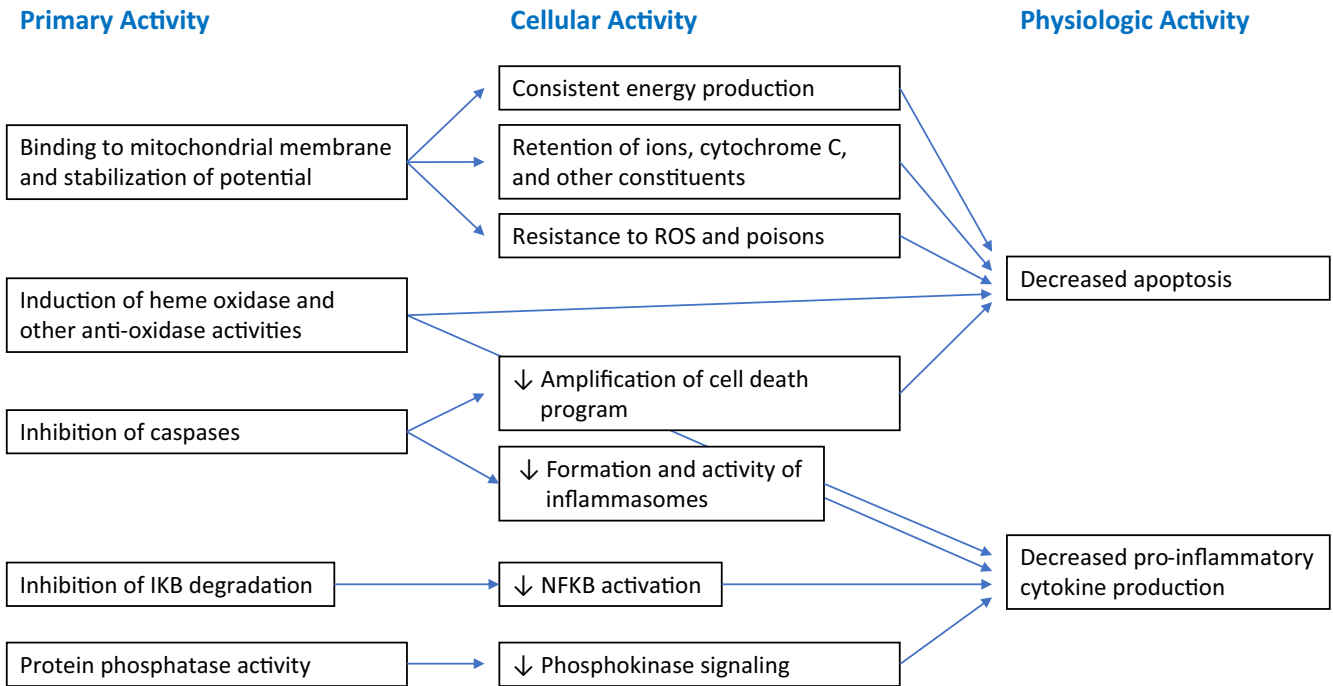 Primary Activity
Cellular Activity
Physiologic Activity
Binding to mitochondrial membrane
and stabilization of potential
Consistent energy production
Retention of ions, cytochrome C,
and other constituents
Resistance to ROS and poisons
Induction of heme oxidase and
other anti-oxidase activities
Decreased apoptosis
Inhibition of caspases
↓ Amplification of cell death
program
↓ Formation and activity of
inflammasomes
Inhibition of IKB degradation
↓ NFKB activation
Decreased pro-inflammatory
cytokine production
Protein phosphatase activity
↓ Phosphokinase signaling